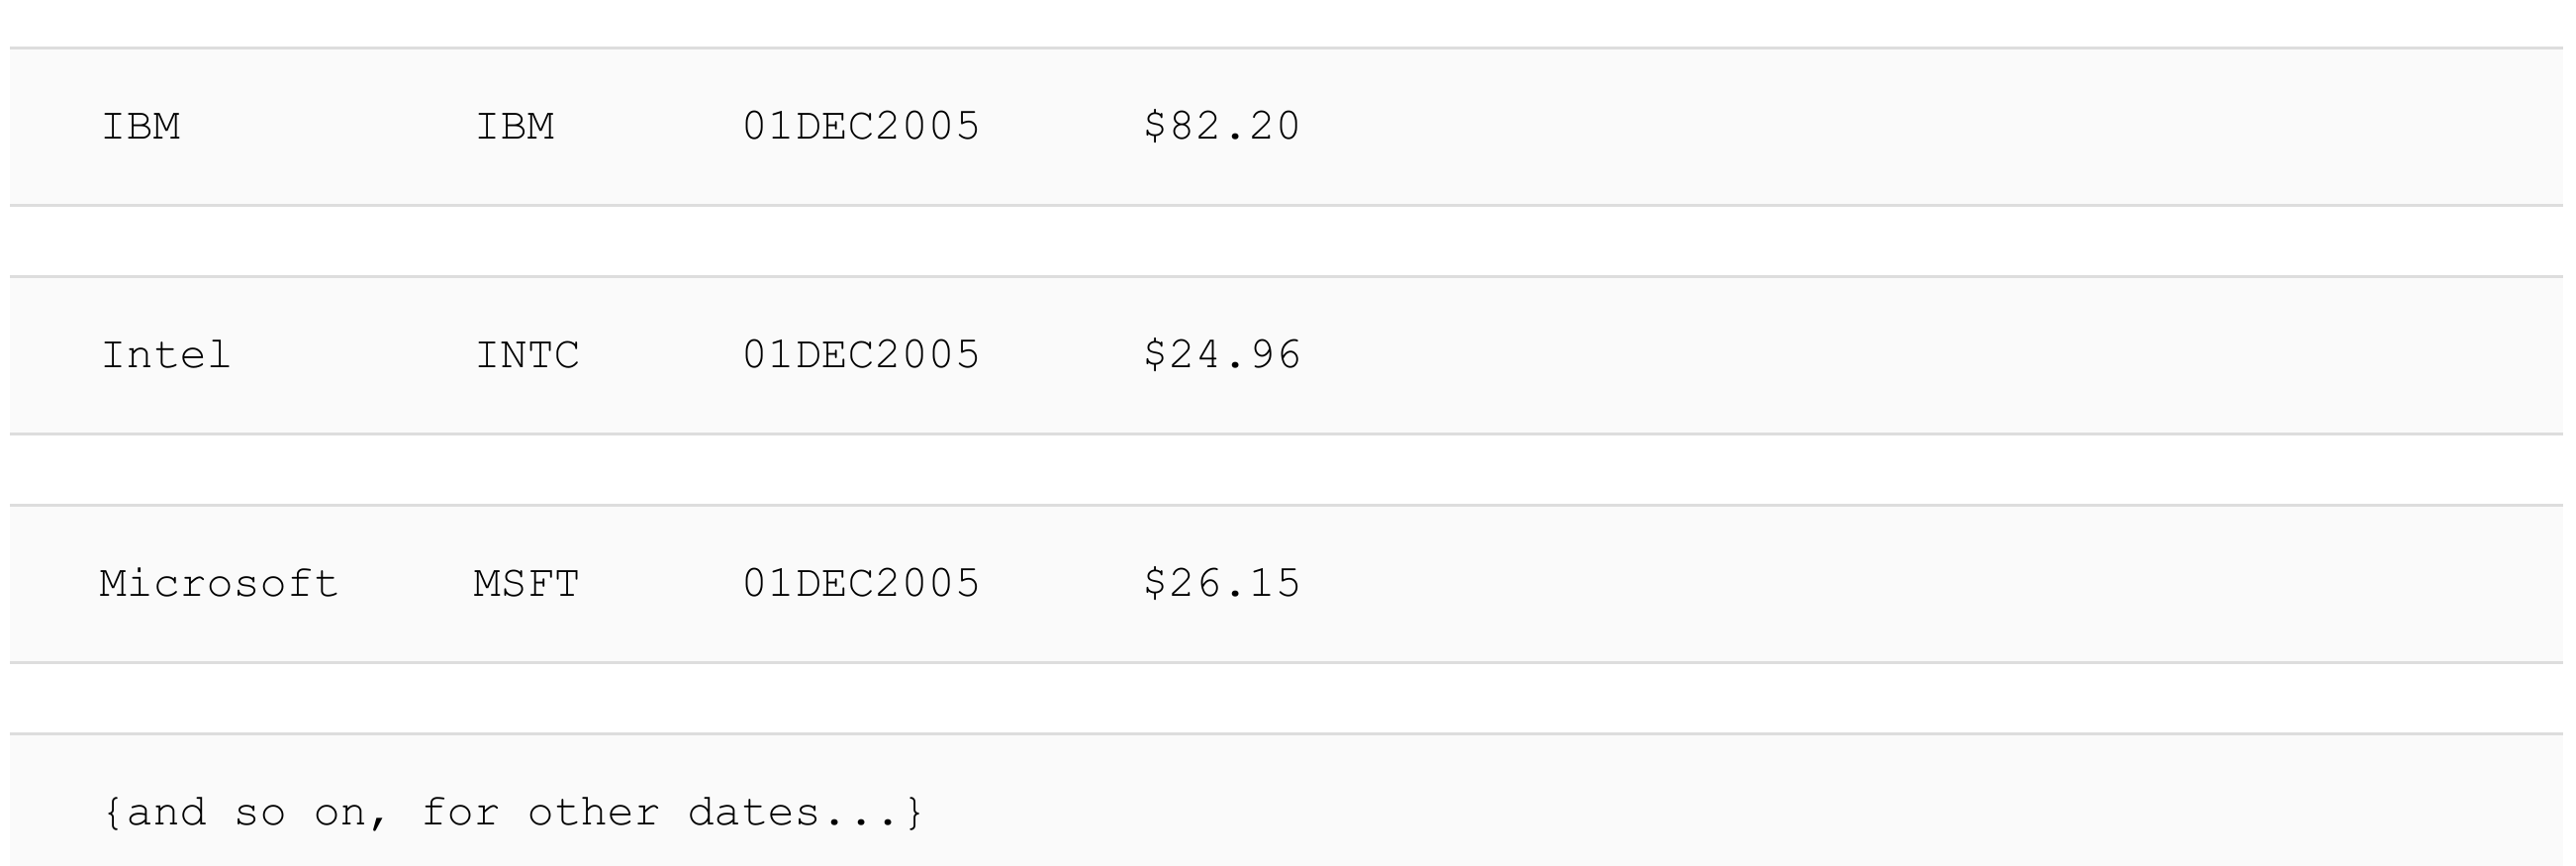 IBM IBM 01DEC2005 $82.20
Intel INTC 01DEC2005 $24.96
Microsoft MSFT 01DEC2005 $26.15
{and so on, for other dates...}